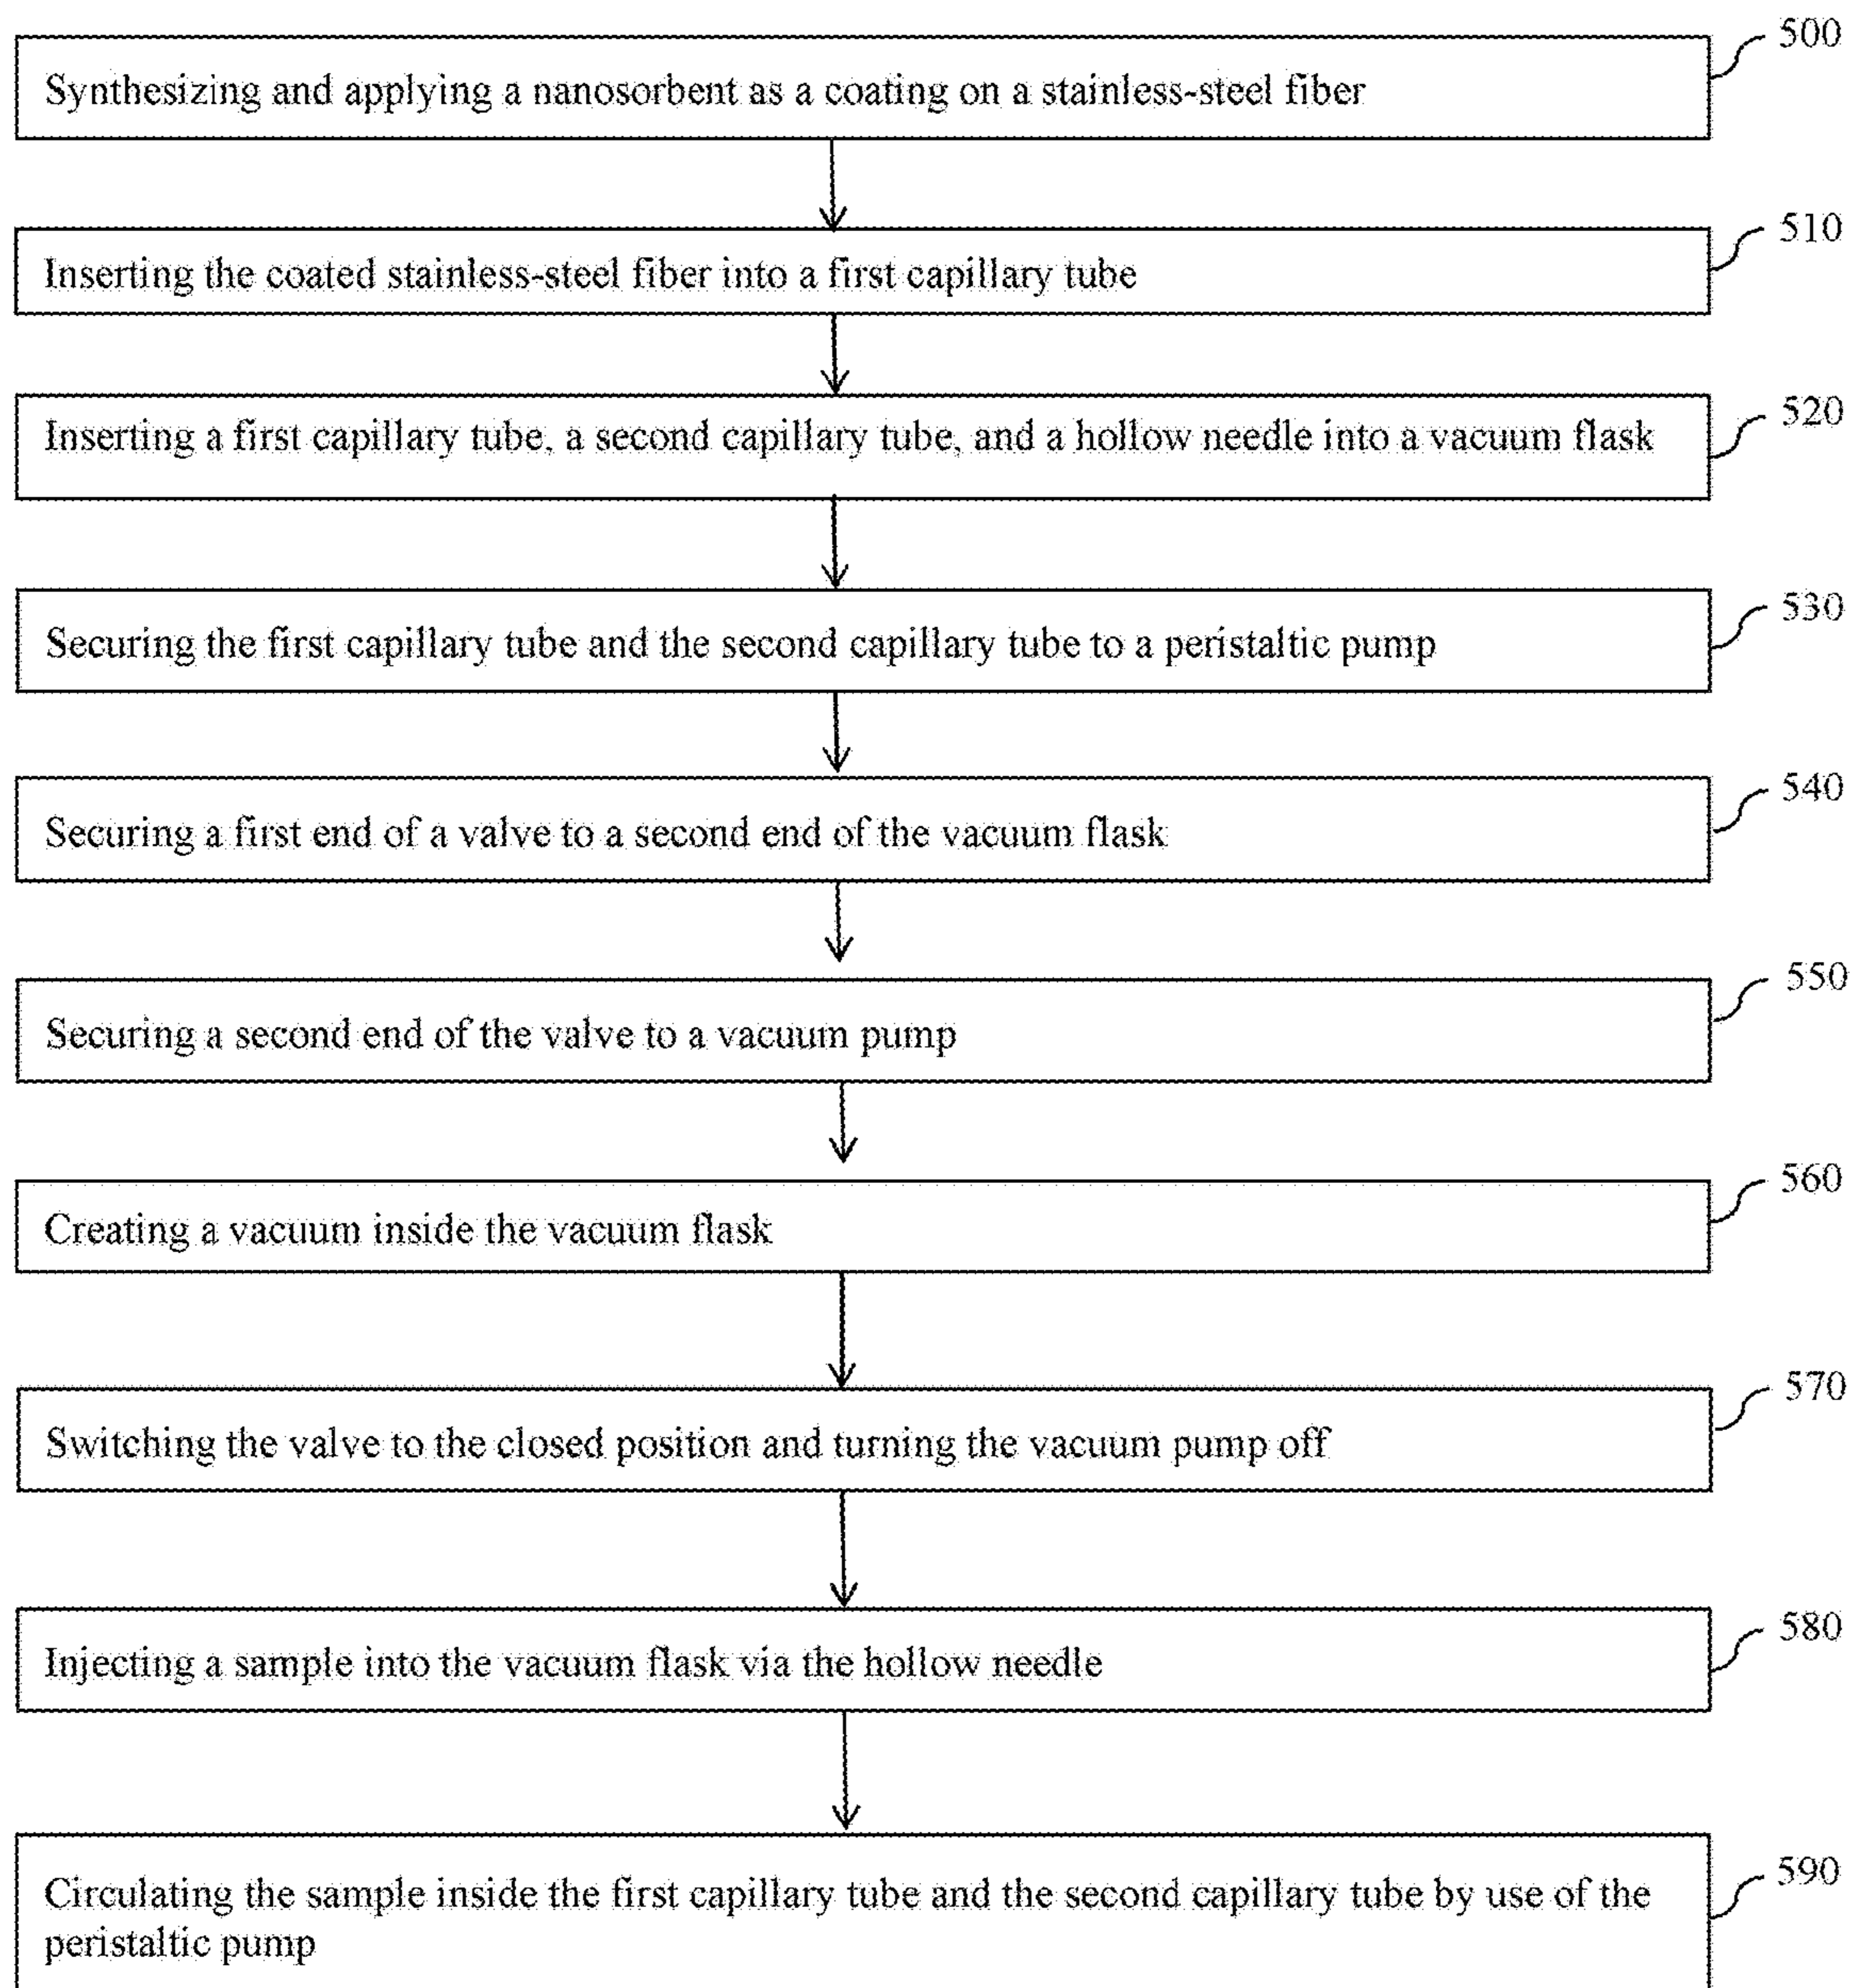 500
Synthesizing and applying a nanosorbent as a coating on a stainless-steel fiber
510
Inserting the coated stainless-steel fiber into a first capillary tube
520
Inserting a first capillary tube, a second capillary tube, and a hollow needle into a vacuum flask
530
Securing the first capillary tube and the second capillary tube to a peristaltic pump
540
Securing a first end of a valve to a second end of the vacuum flask
550
Securing a second end of the valve to a vacuum pump
560
Creating a vacuum inside the vacuum flask
570
Switching the valve to the closed position and turning the vacuum pump off
580
Injecting a sample into the vacuum flask via the hollow needle
590
Circulating the sample inside the first capillary tube and the second capillary tube by use of the
peristaltic pump